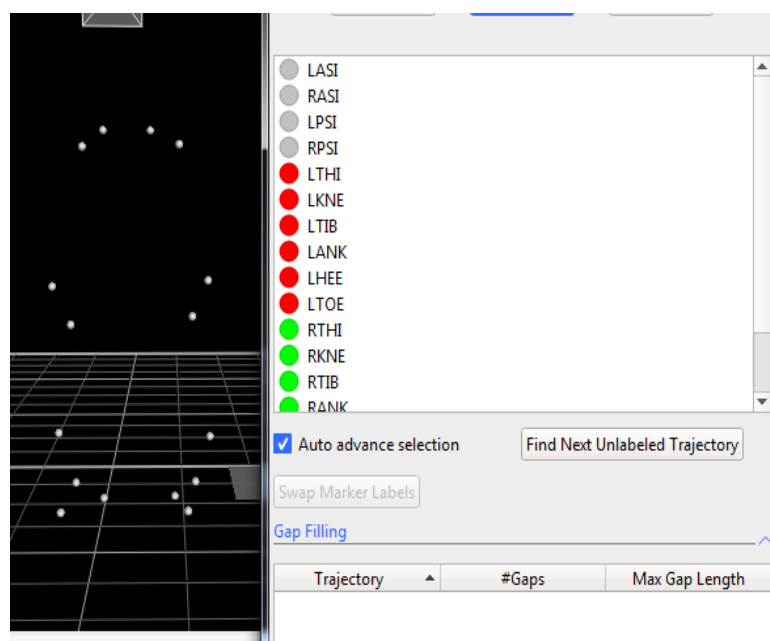 LASI
RASI
LPSI
RPSI
LTHI
LKNE
LTIB
LANK
LHEE
LTOE
RTHI
RKNE
RTIB
RANK
Auto advance selection Find Next Unlabeled Trajectory
Swap Marker Labels
Gap Filling
Trajectory #Gaps Max Gap Length